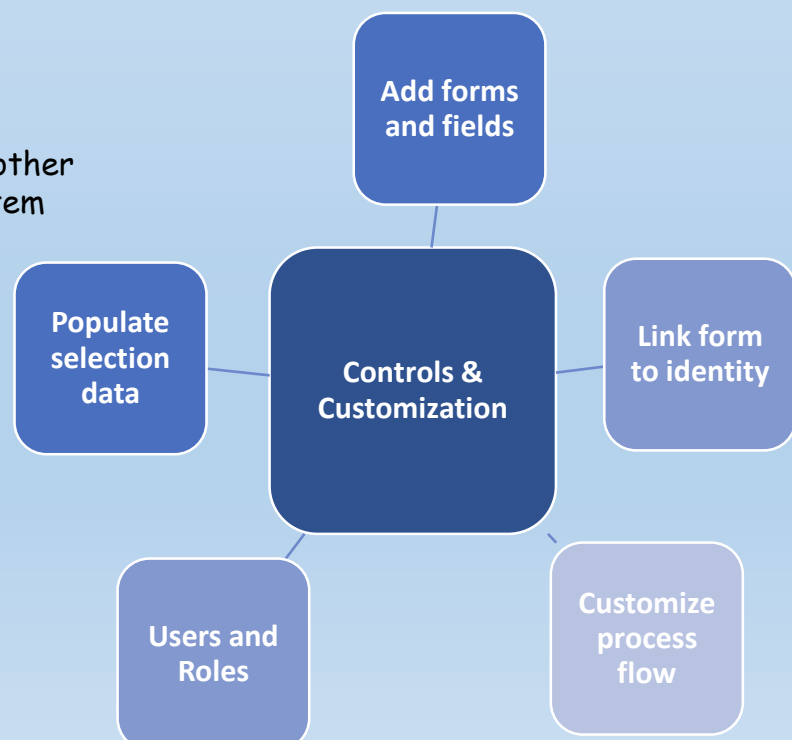 Add forms
and fields
other
Populate
selection
data
Controls &
Customization
Link form
to identity
Users and
Roles
Customize
process
flow